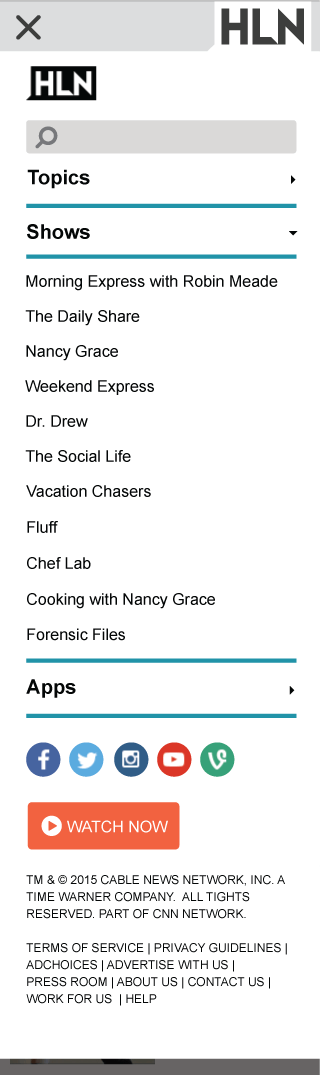 HLN
HLN
Topics
Shows
Morning Express with Robin Meade
The Daily Share
Nancy Grace
Weekend Express
Dr. Drew
The Social Life
Vacation Chasers
Fluff
Chef Lab
Cooking with Nancy Grace
Forensic Files
Apps
WATCH NOW
TM & © 2015 CABLE NEWS NETWORK, INC. A
TIME WARNER COMPANY. ALL TIGHTS
RESERVED. PART OF CNN NETWORK.
TERMS OF SERVICE | PRIVACY GUIDELINES |
ADCHOICES | ADVERTISE WITH US |
PRESS ROOM | ABOUT US | CONTACT US |
WORK FOR US | HELP